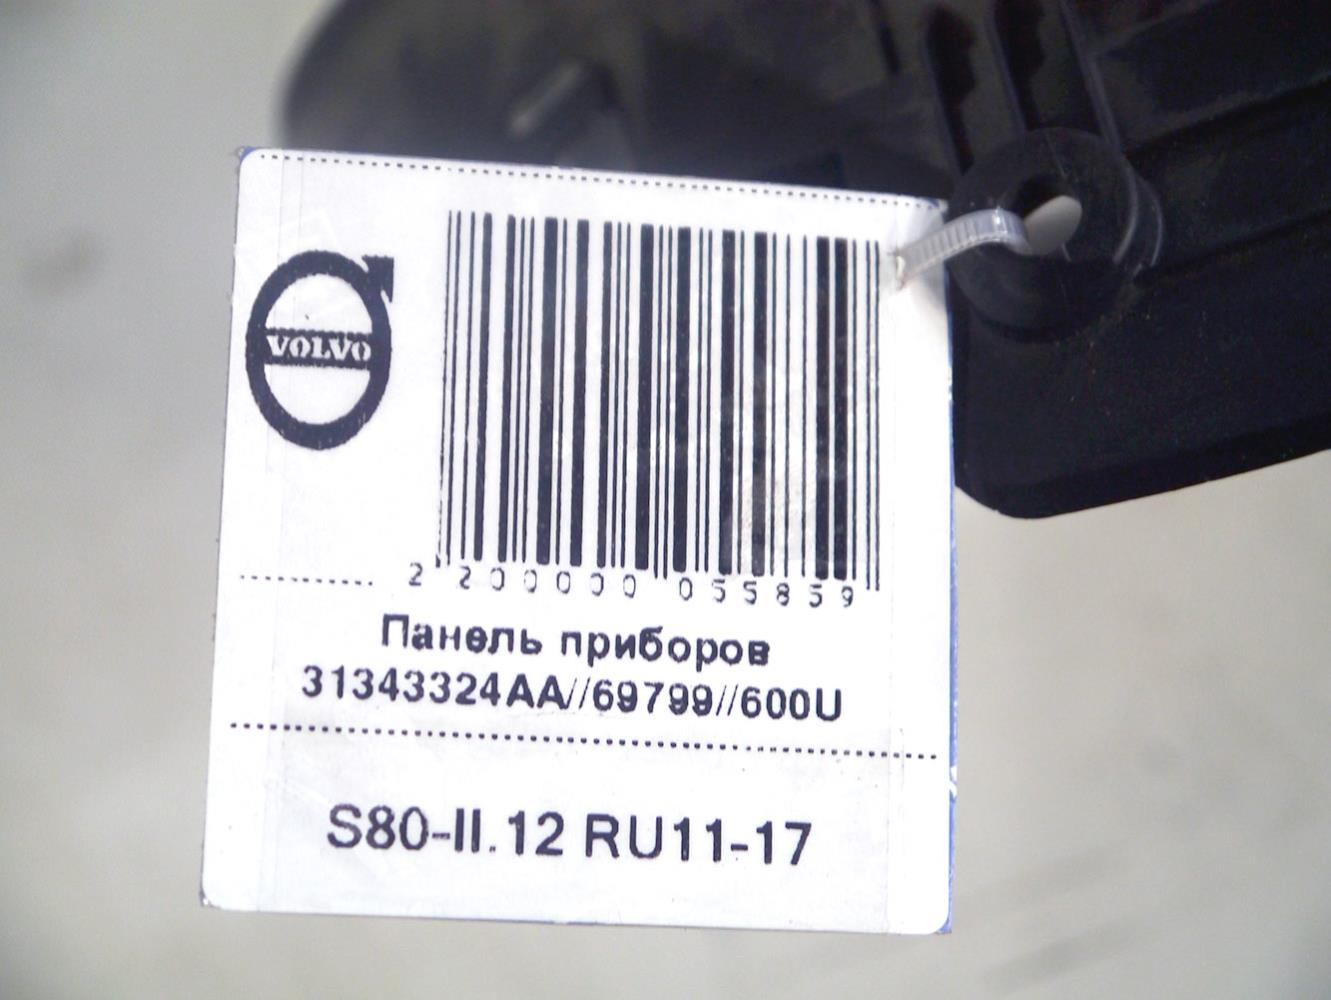 VOLVO
2 200000 055859
Панель приборов
31343324AA//69799//600U
S80-II.12 RU11-17